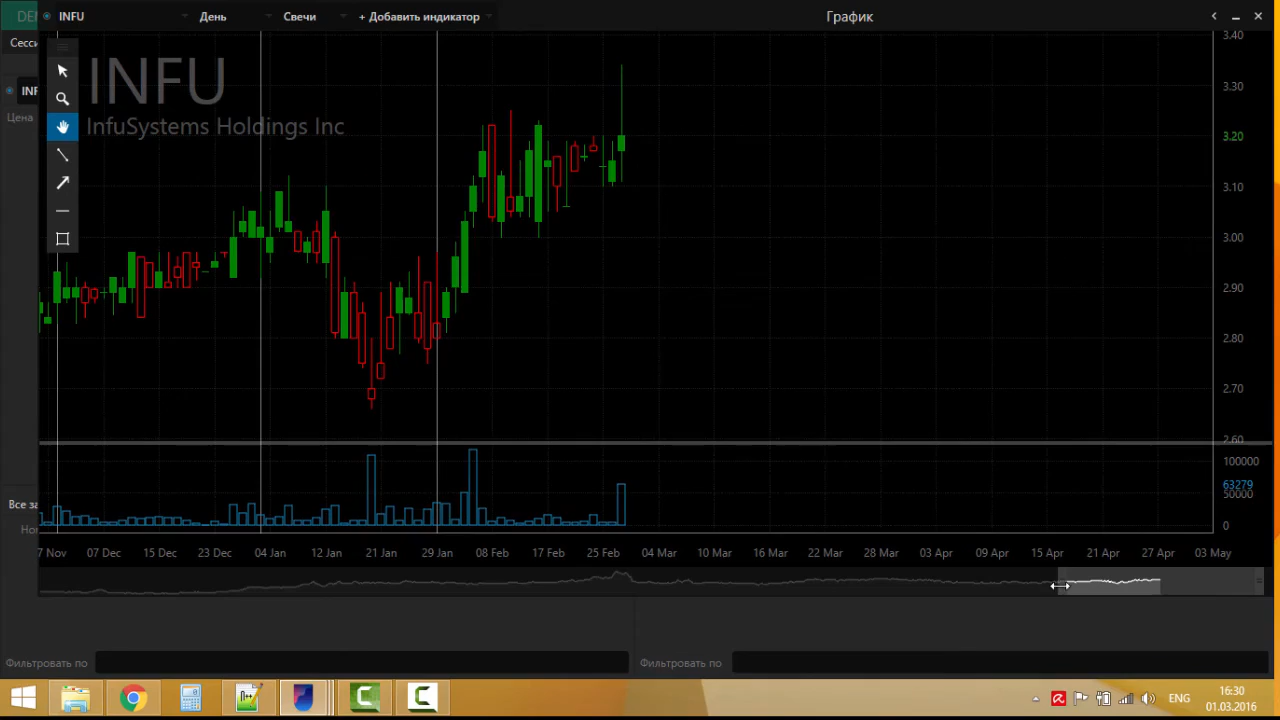 DEM
INFU
День
Свечи
+ Добавить индикатор
График
Сесси
INF
Цена
INFU
InfuSystems Holdings Inc
3.40
3.30
3.20
3.10
3.00
2.90
2.80
2.70
2.60
100000
63279
50000
0
Все за
Но
7 Nov
07 Dec
15 Dec
23 Dec
04 Jan
12 Jan
21 Jan
29 Jan
08 Feb
17 Feb
25 Feb
04 Mar
10 Mar
16 Mar
22 Mar
28 Mar
03 Apr
09 Apr
15 Apr
21 Apr
27 Apr
03 May
Фильтровать по
Фильтровать по
ENG
16:30
01.03.2016